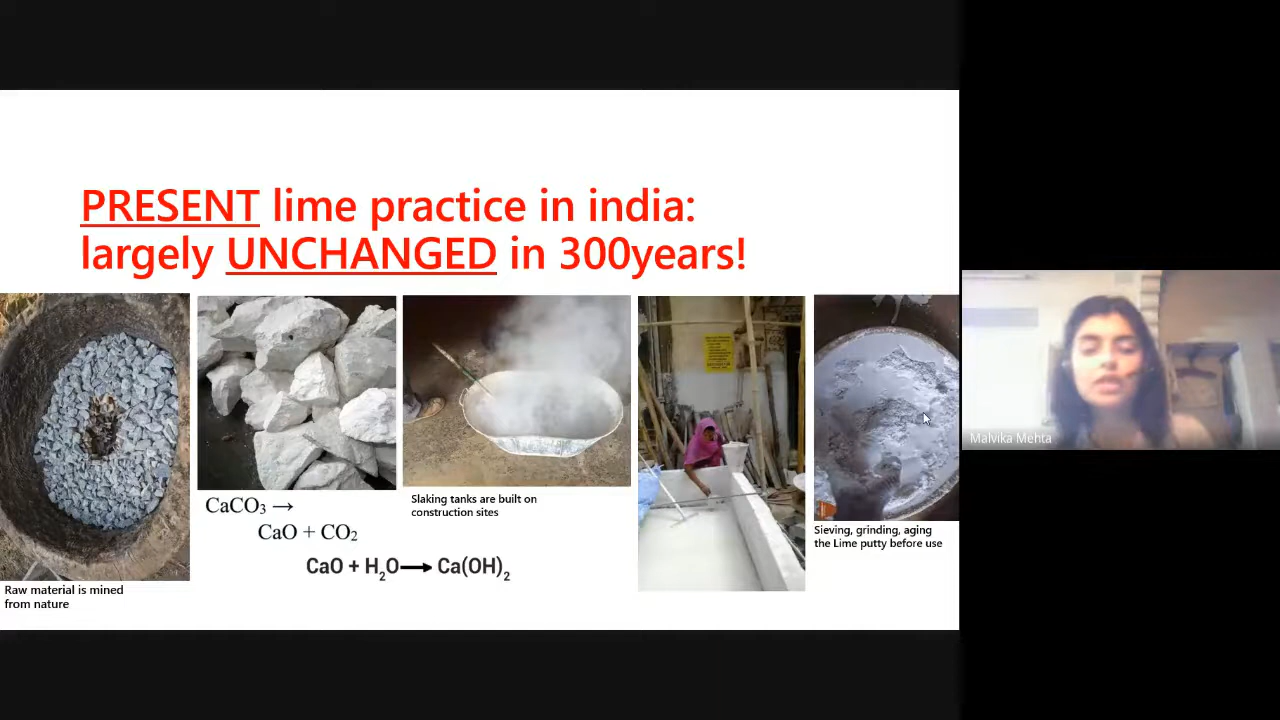 PRESENT lime practice in india:
largely UNCHANGED in 300years!
CaCO₃ →
CaO + CO₂
CaO + H₂O → Ca(OH)₂
Raw material is mined
from nature
Slaking tanks are built on
construction sites
Sieving, grinding, aging
the Lime putty before use
Malvika Mehta